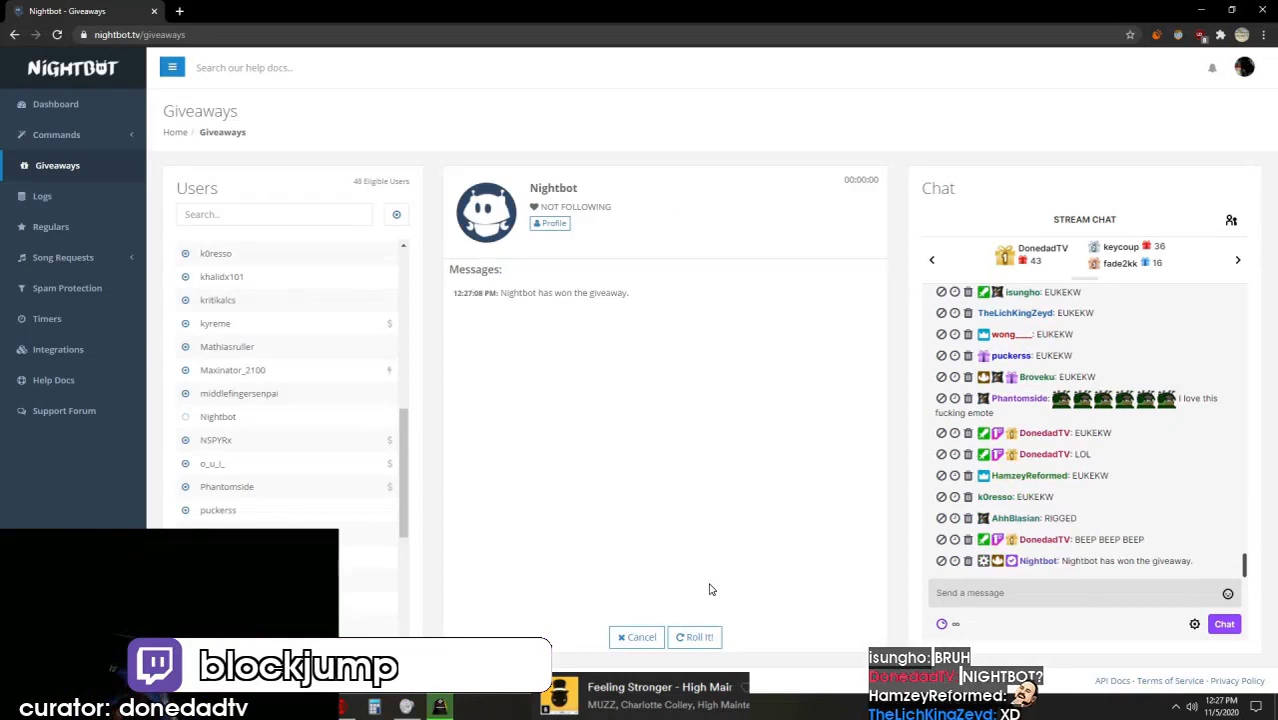 Nightbot - Giveaways
nightbot.tv/giveaways
NIGHTBOT
Search our help docs..
Dashboard
Commands
Giveaways
Logs
Regulars
Song Requests
Spam Protection
Timers
Integrations
Help Docs
Support Forum
Giveaways
Home / Giveaways
Users
48 Eligible Users
Search..
k0resso
khalidx101
kritikalcs
kyreme $
Mathiasruller
Maxinator_2100
middlefingersenpai
Nightbot
NSPYRx $
o_u_i_ $
Phantomside $
puckerss
Nightbot
NOT FOLLOWING
Profile
00:00:00
Messages:
12:27:08 PM: Nightbot has won the giveaway.
Cancel
Roll It!
Chat
STREAM CHAT
DonedadTV
43
keycoup 36
fade2kk 16
isungho: EUKEKW
TheLichKingZeyd: EUKEKW
wong____: EUKEKW
puckerss: EUKEKW
Broveku: EUKEKW
Phantomside: i love this
fucking emote
DonedadTV: EUKEKW
DonedadTV: LOL
HamzeyReformed: EUKEKW
k0resso: EUKEKW
AhhBlasian: RIGGED
DonedadTV: BEEP BEEP BEEP
Nightbot: Nightbot has won the giveaway.
Send a message
∞
Chat
API Docs - Terms of Service - Privacy Policy
blockjump
curator: donedadtv
Feeling Stronger - High Mair
MUZZ, Charlotte Colley, High Mainte
isungho: BRUH
DonedadTV: NIGHTBOT?
HamzeyReformed:
TheLichKingZeyd: XD
12:27 PM
11/5/2020